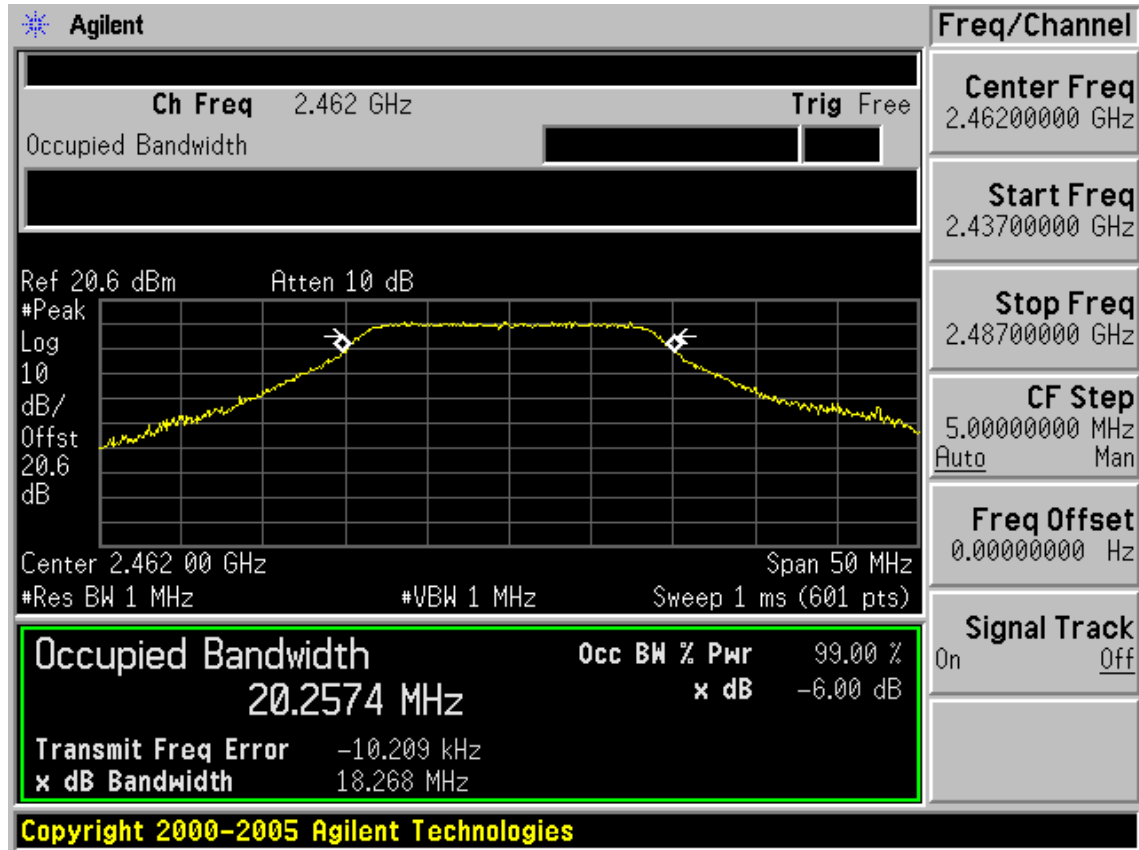 Agilent
Freq/Channel
Ch Freq 2.462 GHz Trig Free
Occupied Bandwidth
Center Freq
2.46200000 GHz
Start Freq
2.43700000 GHz
Stop Freq
2.48700000 GHz
CF Step
5.00000000 MHz
Auto Man
Freq Offset
0.00000000 Hz
Signal Track
On Off
Ref 20.6 dBm Atten 10 dB
#Peak
Log
10
dB/
Offst
20.6
dB
Center 2.462 00 GHz Span 50 MHz
#Res BW 1 MHz #VBW 1 MHz Sweep 1 ms (601 pts)
Occupied Bandwidth Occ BW % Pwr 99.00 %
20.2574 MHz x dB -6.00 dB
Transmit Freq Error -10.209 kHz
x dB Bandwidth 18.268 MHz
Copyright 2000-2005 Agilent Technologies